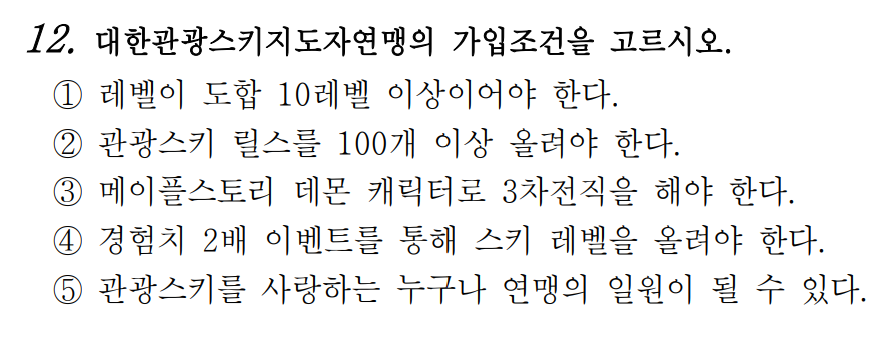 12. 대한관광스키지도자연맹의 가입조건을 고르시오.
① 레벨이 도합 10레벨 이상이어야 한다.
② 관광스키 릴스를 100개 이상 올려야 한다.
③ 메이플스토리 데몬 캐릭터로 3차전직을 해야 한다.
④ 경험치 2배 이벤트를 통해 스키 레벨을 올려야 한다.
⑤ 관광스키를 사랑하는 누구나 연맹의 일원이 될 수 있다.